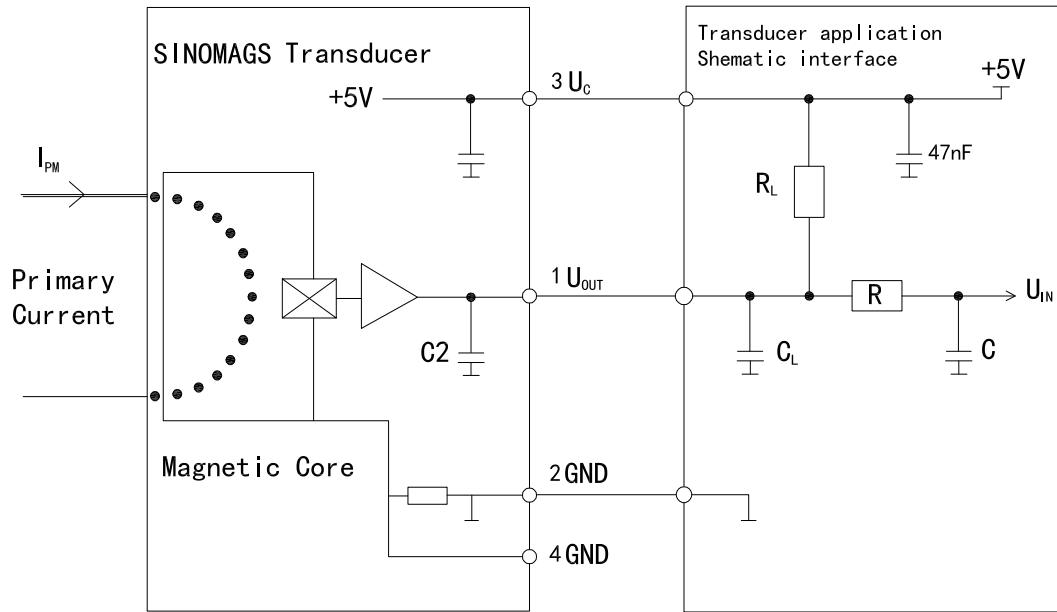 SINOMAGS Transducer
+5V
I_PM
Primary
Current
C2
Magnetic Core
3 U_C
1 U_OUT
2 GND
4 GND
Transducer application
Shematic interface
+5V
47nF
R_L
R
U_IN
C_L
C